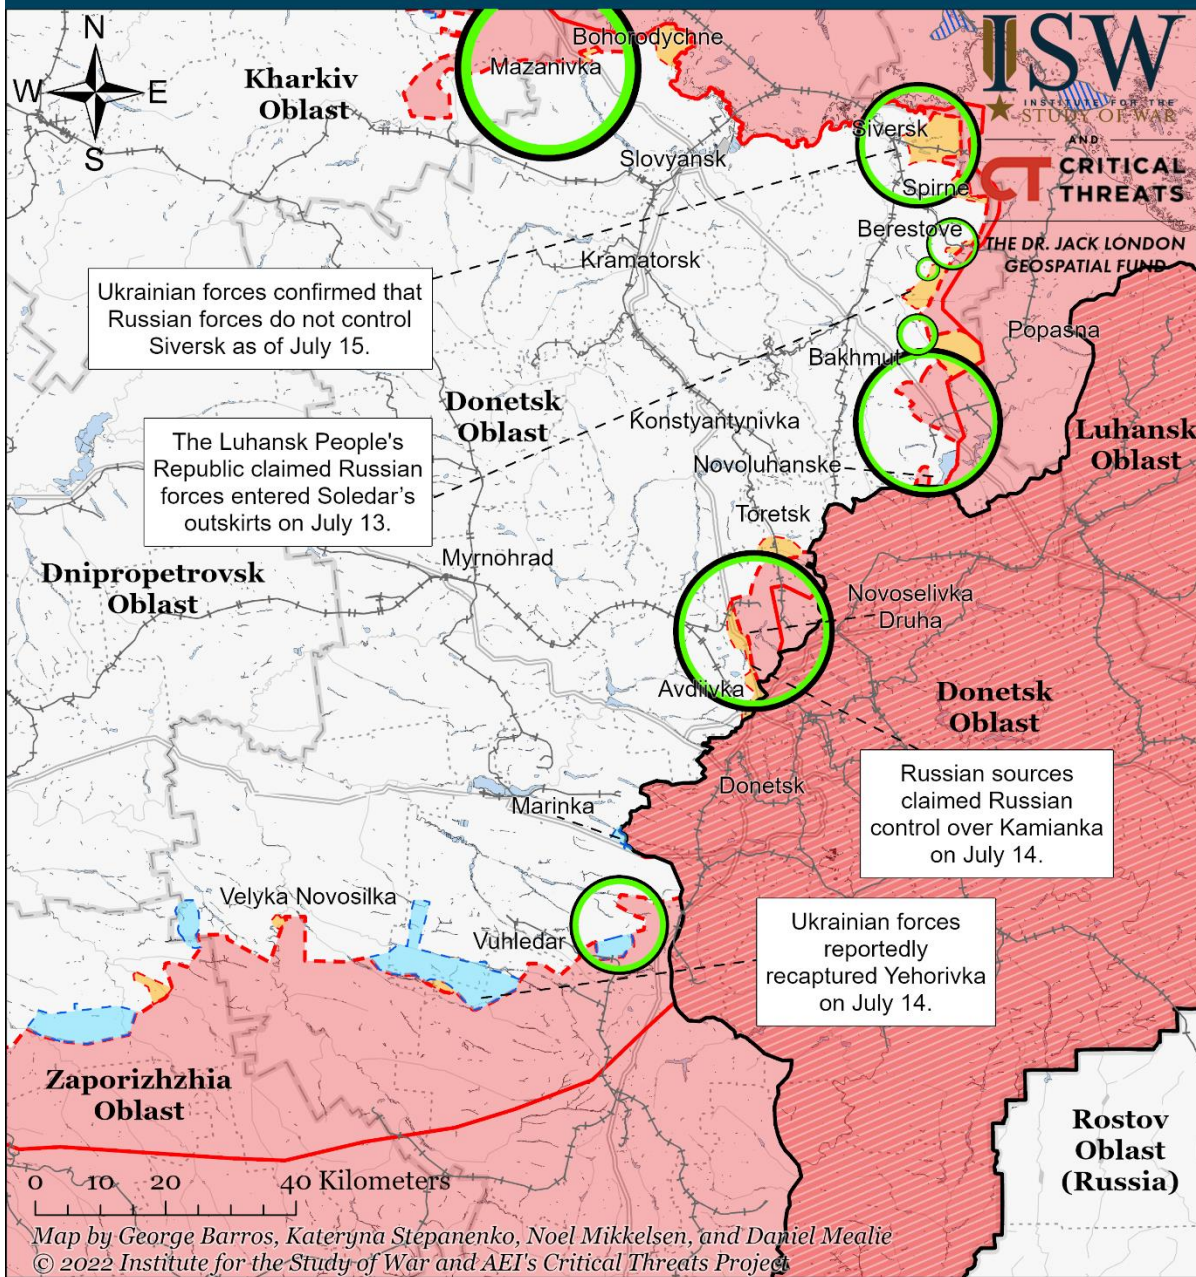 N
W
E
S
Kharkiv
Oblast
Bohorodychne
Mazanivka
ISW
INSTITUTE FOR THE
STUDY OF WAR
AND
CT CRITICAL
THREATS
THE DR. JACK LONDON
GEOSPATIAL FUND
Siversk
Slovyansk
Spirne
Berestove
Kramatorsk
Ukrainian forces confirmed that
Russian forces do not control
Siversk as of July 15.
Popasna
Bakhmut
Donetsk
Oblast
Konstyantynivka
Luhansk
Oblast
The Luhansk People's
Republic claimed Russian
forces entered Soledar’s
outskirts on July 13.
Novoluhanske
Toretsk
Myrnohrad
Dnipropetrovsk
Oblast
Novoselivka
Druha
Avdiivka
Donetsk
Oblast
Donetsk
Russian sources
claimed Russian
control over Kamianka
on July 14.
Marinka
Velyka Novosilka
Vuhledar
Ukrainian forces
reportedly
recaptured Yehorivka
on July 14.
Zaporizhzhia
Oblast
Rostov
Oblast
(Russia)
0 10 20 40 Kilometers
Map by George Barros, Kateryna Stepanenko, Noel Mikkelsen, and Daniel Mealie
© 2022 Institute for the Study of War and AEI's Critical Threats Project